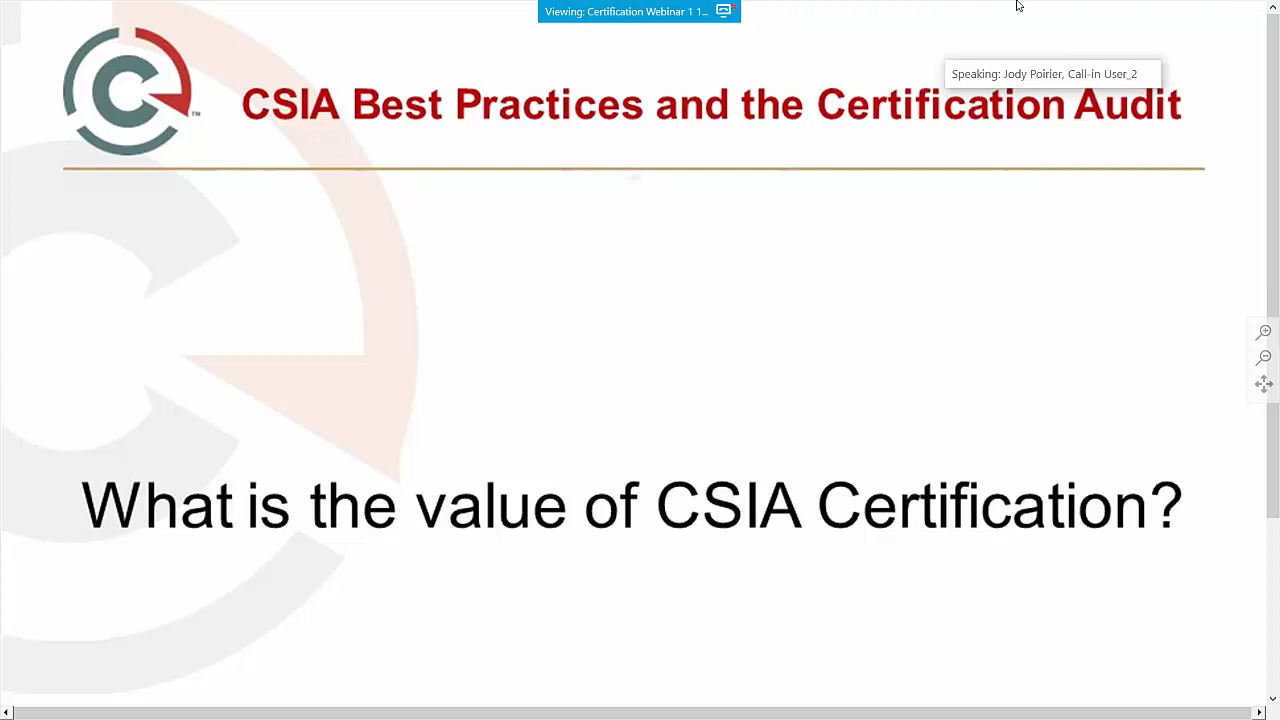 Viewing: Certification Webinar 1 1...
Speaking: Jody Poirier, Call-in User_2
CSIA Best Practices and the Certification Audit
TM
What is the value of CSIA Certification?